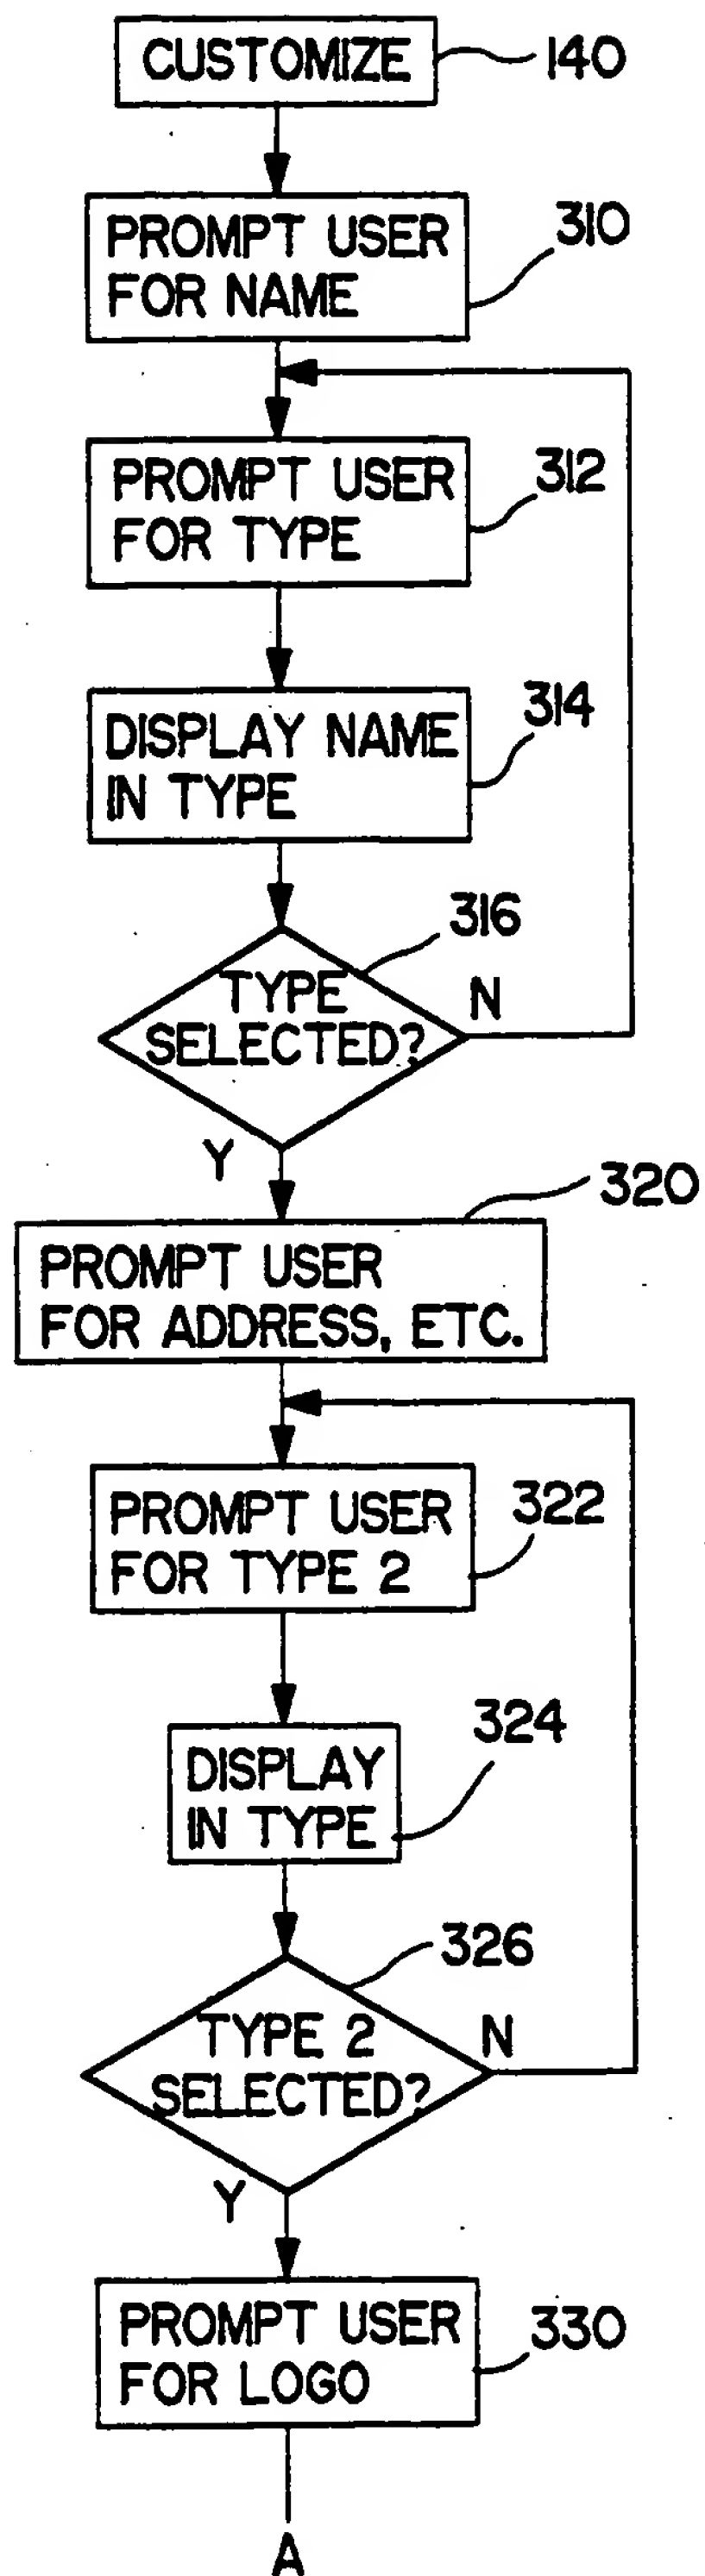 CUSTOMIZE
140
PROMPT USER
FOR NAME
310
PROMPT USER
FOR TYPE
312
DISPLAY NAME
IN TYPE
314
316
TYPE
SELECTED?
N
Y
320
PROMPT USER
FOR ADDRESS, ETC.
PROMPT USER
FOR TYPE 2
322
DISPLAY
IN TYPE
324
326
TYPE 2
SELECTED?
N
Y
PROMPT USER
FOR LOGO
330
A